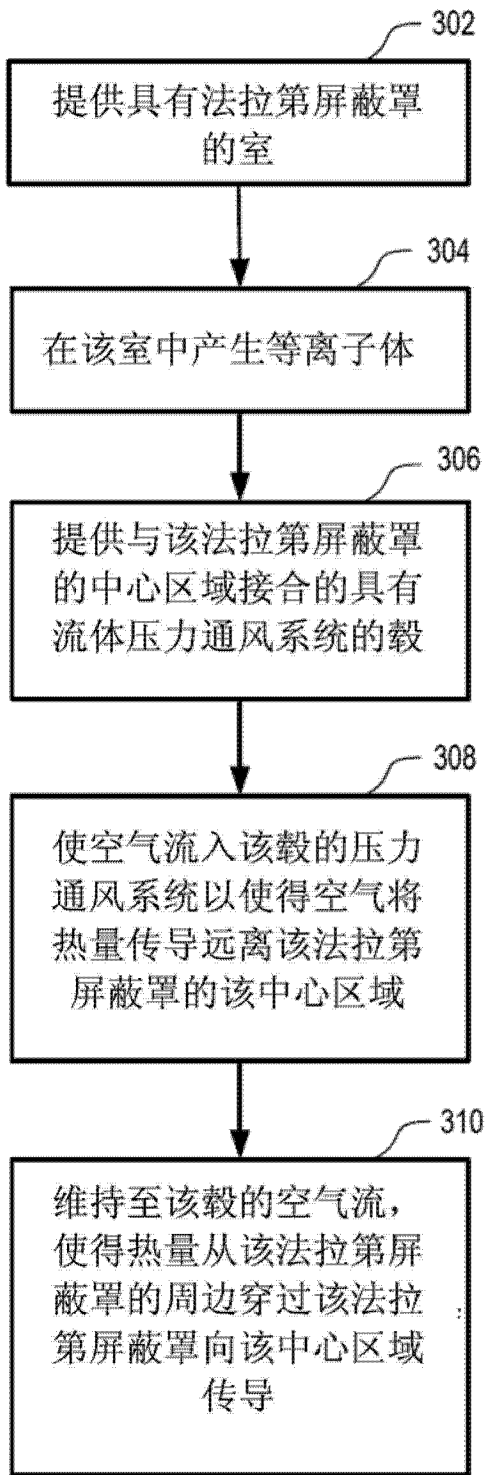 302
提供具有法拉第屏蔽罩
的室
304
在该室中产生等离子体
306
提供与该法拉第屏蔽罩
的中心区域接合的具有
流体压力通风系统的毂
308
使空气流入该毂的压力
通风系统以使得空气将
热量传导远离该法拉第
屏蔽罩的该中心区域
310
维持至该毂的空气流，
使得热量从该法拉第屏
蔽罩的周边穿过该法拉
第屏蔽罩向该中心区域
传导